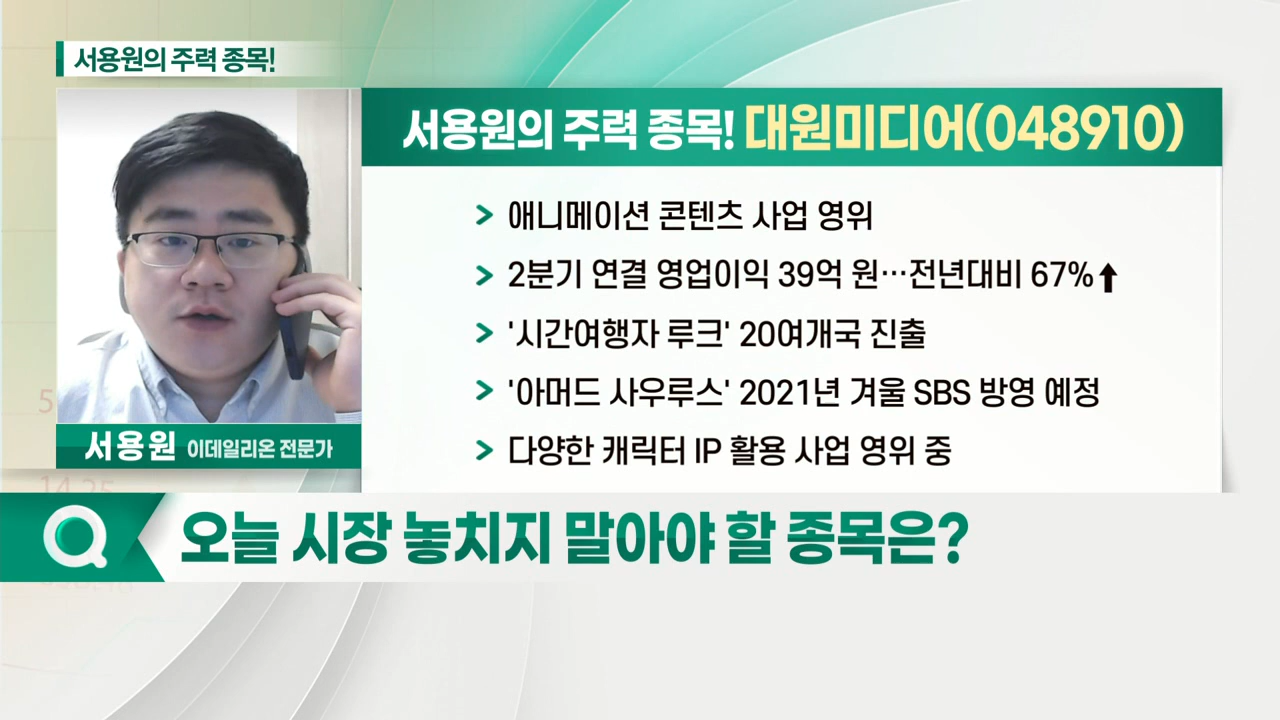 서용원의 주력 종목!
서용원의 주력 종목! 대원미디어(048910)
> 애니메이션 콘텐츠 사업 영위
> 2분기 연결 영업이익 39억 원…전년대비 67%⬆
> '시간여행자 루크' 20여개국 진출
> '아머드 사우루스' 2021년 겨울 SBS 방영 예정
> 다양한 캐릭터 IP 활용 사업 영위 중
서용원 이데일리온 전문가
오늘 시장 놓치지 말아야 할 종목은?